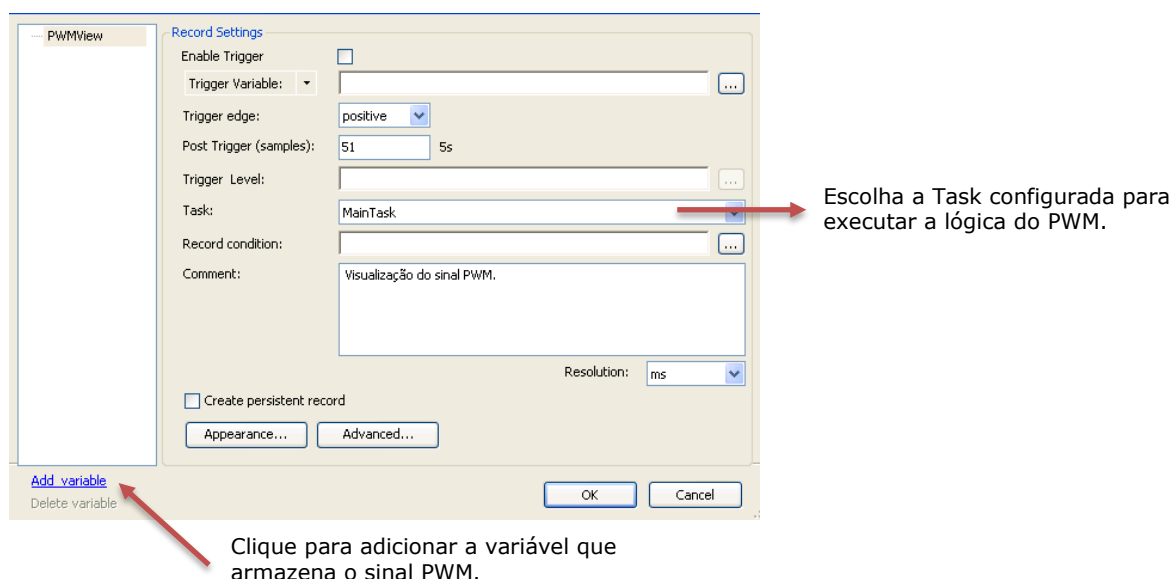 PWMView
Record Settings
Enable Trigger
Trigger Variable:
...
Trigger edge:
positive
Post Trigger (samples):
51
5s
Trigger Level:
...
Task:
MainTask
Escolha a Task configurada para
executar a lógica do PWM.
Record condition:
...
Comment:
Visualização do sinal PWM.
Resolution:
ms
Create persistent record
Appearance...
Advanced...
Add variable
Delete variable
OK
Cancel
Clique para adicionar a variável que
armazena o sinal PWM.